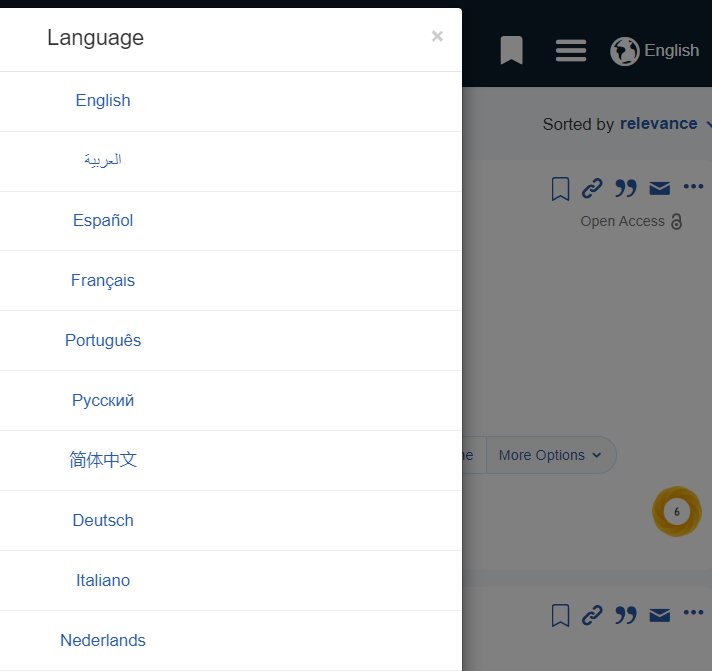 Language
×
English
العربية
Español
Français
Português
Русский
简体中文
Deutsch
Italiano
Nederlands
English
Sorted by relevance
Open Access
More Options
6